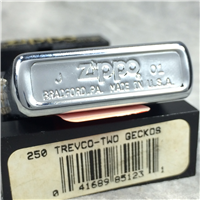 J zippo 01
BRADFORD, PA. MADE IN U.S.A.
250 TREVCO-TWO GECKOS
0 41689 85123 1